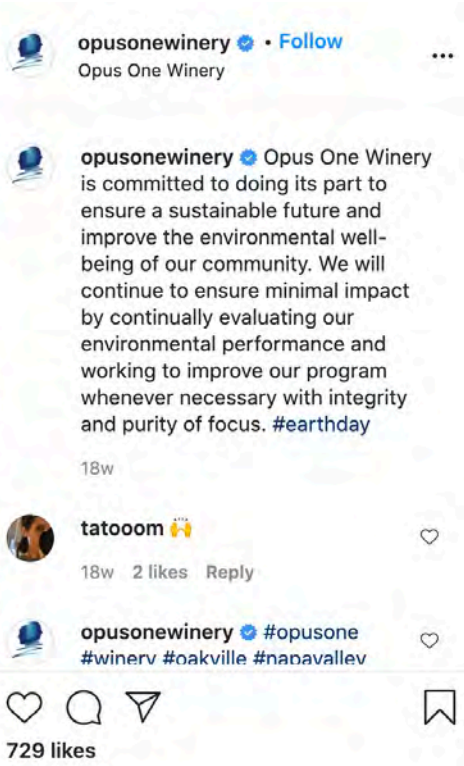 opusonewinery • Follow
Opus One Winery
opusonewinery Opus One Winery
is committed to doing its part to
ensure a sustainable future and
improve the environmental well-
being of our community. We will
continue to ensure minimal impact
by continually evaluating our
environmental performance and
working to improve our program
whenever necessary with integrity
and purity of focus. #earthday
18w
tatooom 🙌
18w 2 likes Reply
opusonewinery #opusone
#winery #oakville #napavalley
729 likes